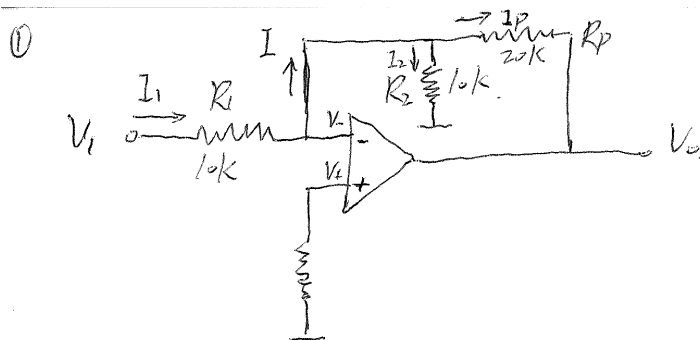 ①
I
Ip
I₂
20K
Rp
R₂
10K
I₁
R₁
V₁
10K
V-
-
V+
+
Vo